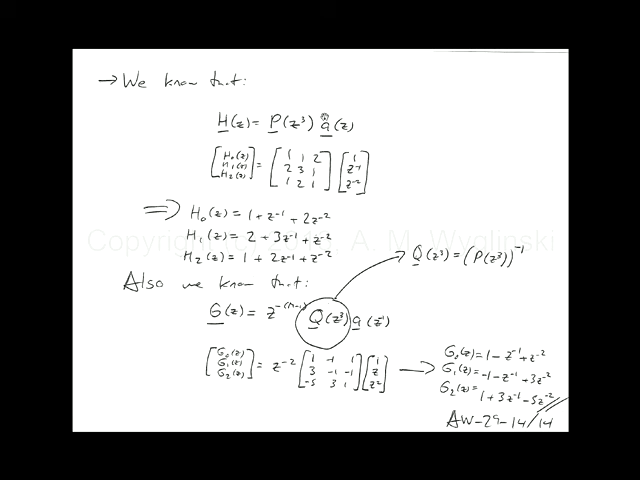 → We know that:
H(z) = P(z³) a(z)
[H₀(z) H₁(z) H₂(z)] = [1 1 2; 2 3 1; 1 2 1] [1; z⁻¹; z⁻²]
⇒ H₀(z) = 1 + z⁻¹ + 2z⁻²
H₁(z) = 2 + 3z⁻¹ + z⁻²
Copyright (c) 2010, A. M. Wyglinski
H₂(z) = 1 + 2z⁻¹ + z⁻²
Q(z³) = (P(z³))⁻¹
Also we know that:
G(z) = z⁻⁽ᴹ⁻¹⁾ Q(z³) a(z⁻¹)
[G₀(z) G₁(z) G₂(z)] = z⁻² [1 -1 1; 3 -1 -1; -5 3 1] [1; z; z²] →
G₀(z) = 1 - z⁻¹ + z⁻²
G₁(z) = -1 - z⁻¹ + 3z⁻²
G₂(z) = 1 + 3z⁻¹ - 5z⁻²
AW-29-14/14